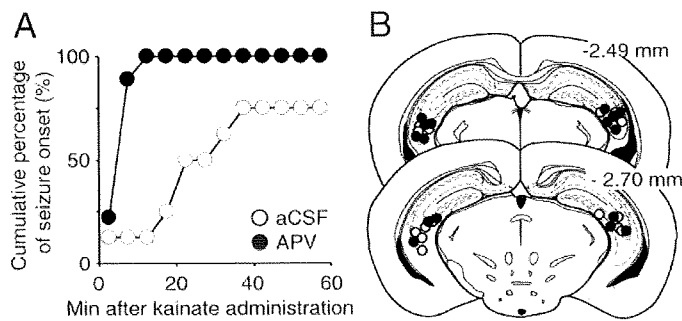 A
Cumulative percentage
of seizure onset (%)
100
50
0
aCSF
APV
0
20
40
60
Min after kainate administration
B
-2.49 mm
- 2.70 mm